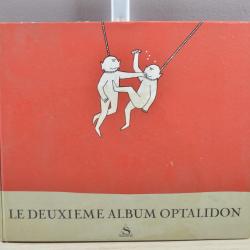 LE DEUXIEME ALBUM OPTALIDON
S